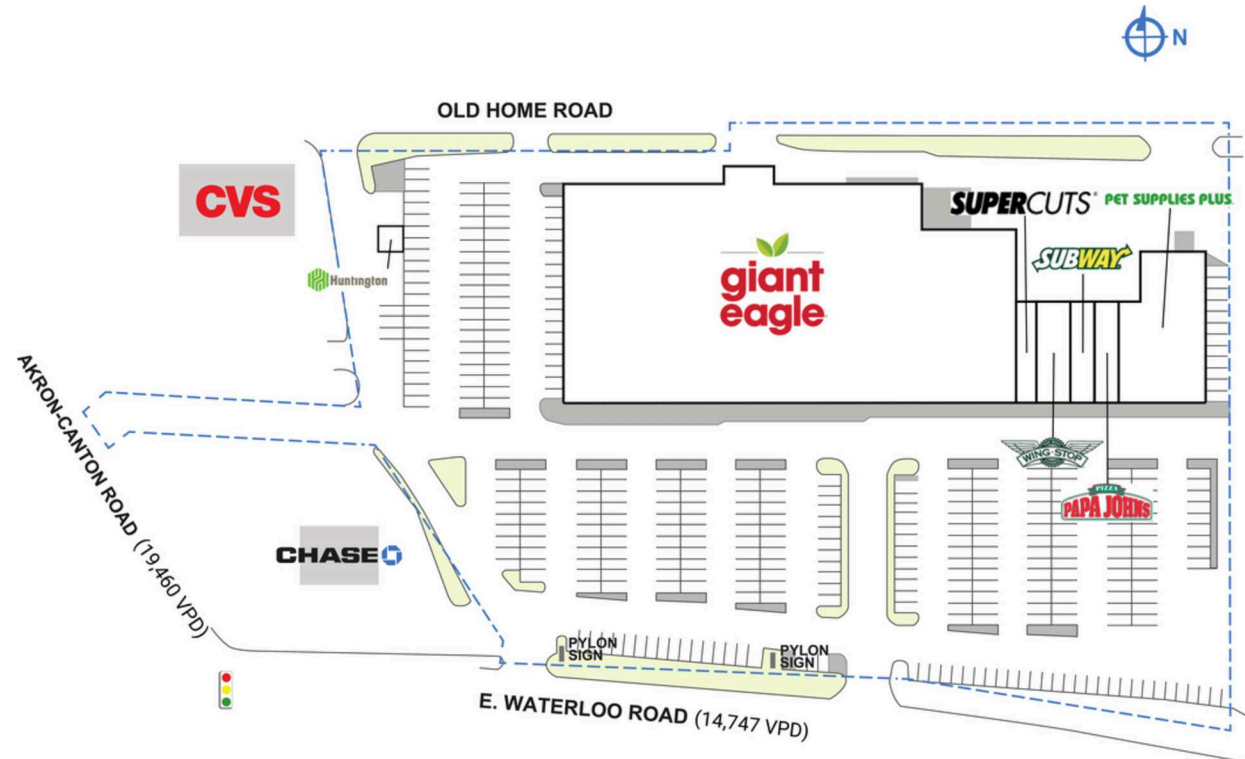 N
OLD HOME ROAD
CVS
SUPERCUTS®
PET SUPPLIES PLUS.
SUBWAY
Huntington
giant
eagle
AKRON-CANTON ROAD (19,460 VPD)
WING·STOP
PIZZA
PAPA JOHNS
CHASE
PYLON
SIGN
PYLON
SIGN
E. WATERLOO ROAD (14,747 VPD)